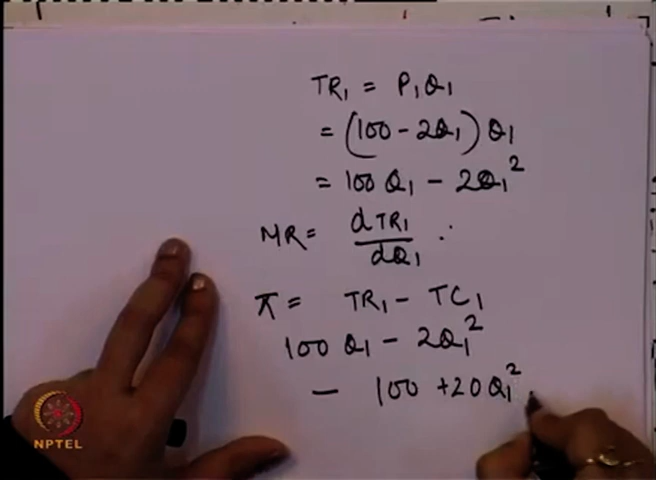 TR₁ = P₁Q₁
= (100 - 2Q₁) Q₁
= 100 Q₁ - 2Q₁²
MR = dTR₁/dQ₁ .
π = TR₁ - TC₁
100 Q₁ - 2Q₁²
- 100 + 20Q₁²
NPTEL